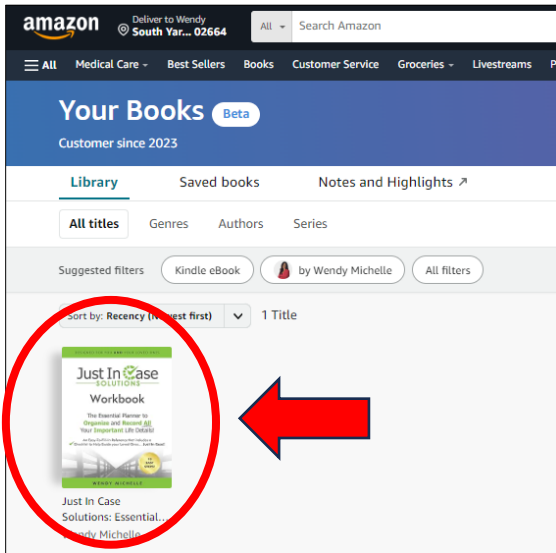 amazon
Deliver to Wendy
South Yar... 02664
All
Search Amazon
All Medical Care Best Sellers Books Customer Service Groceries Livestreams P
Your Books Beta
Customer since 2023
Library Saved books Notes and Highlights ↗
All titles Genres Authors Series
Suggested filters Kindle eBook by Wendy Michelle All filters
Sort by: Recency (Newest first) 1 Title
Just In Case
SOLUTIONS
Workbook
The Essential Planner to
Organize and Record All
Your Important Life Details!
WENDY MICHELLE
Just In Case
Solutions: Essential...
Wendy Michelle